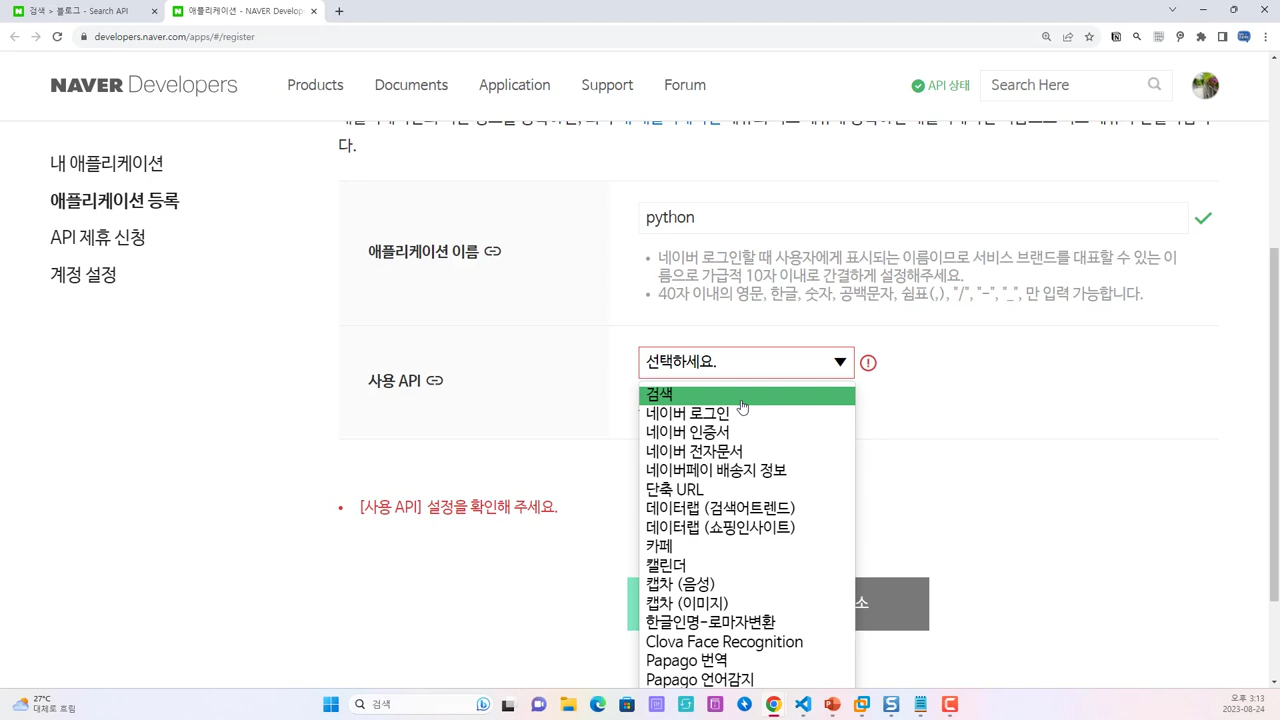 검색 > 블로그 - Search API
애플리케이션 - NAVER Develop
developers.naver.com/apps/#/register
NAVER Developers
Products
Documents
Application
Support
Forum
API 상태
Search Here
내 애플리케이션
애플리케이션 등록
API 제휴 신청
계정 설정
다.
애플리케이션 이름
python
• 네이버 로그인할 때 사용자에게 표시되는 이름이므로 서비스 브랜드를 대표할 수 있는 이
름으로 가급적 10자 이내로 간결하게 설정해주세요.
• 40자 이내의 영문, 한글, 숫자, 공백문자, 쉼표(,), "/", "-", "_", 만 입력 가능합니다.
사용 API
선택하세요.
검색
네이버 로그인
네이버 인증서
네이버 전자문서
네이버페이 배송지 정보
단축 URL
데이터랩 (검색어트렌드)
데이터랩 (쇼핑인사이트)
카페
캘린더
캡차 (음성)
캡차 (이미지)
한글인명-로마자변환
Clova Face Recognition
Papago 번역
Papago 언어감지
• [사용 API] 설정을 확인해 주세요.
소
27°C
대체로 흐림
검색
오후 3:13
2023-08-24